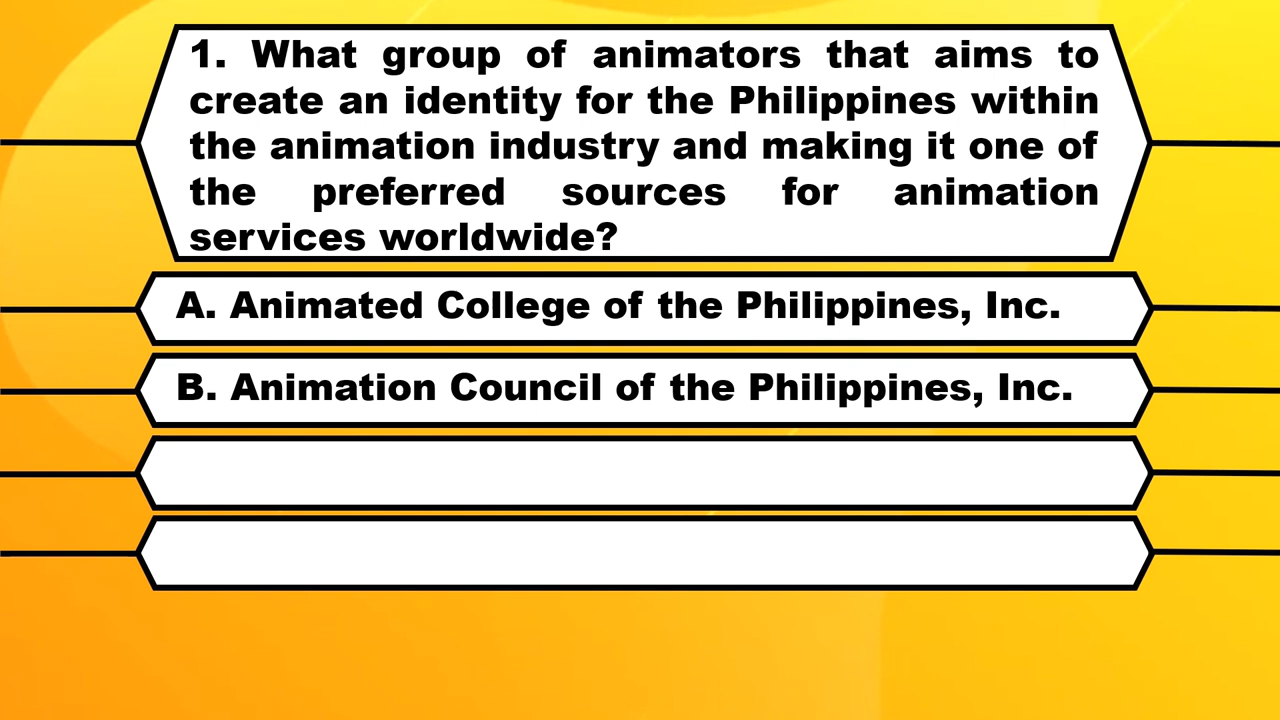 1. What group of animators that aims to
create an identity for the Philippines within
the animation industry and making it one of
the preferred sources for animation
services worldwide?
A. Animated College of the Philippines, Inc.
B. Animation Council of the Philippines, Inc.